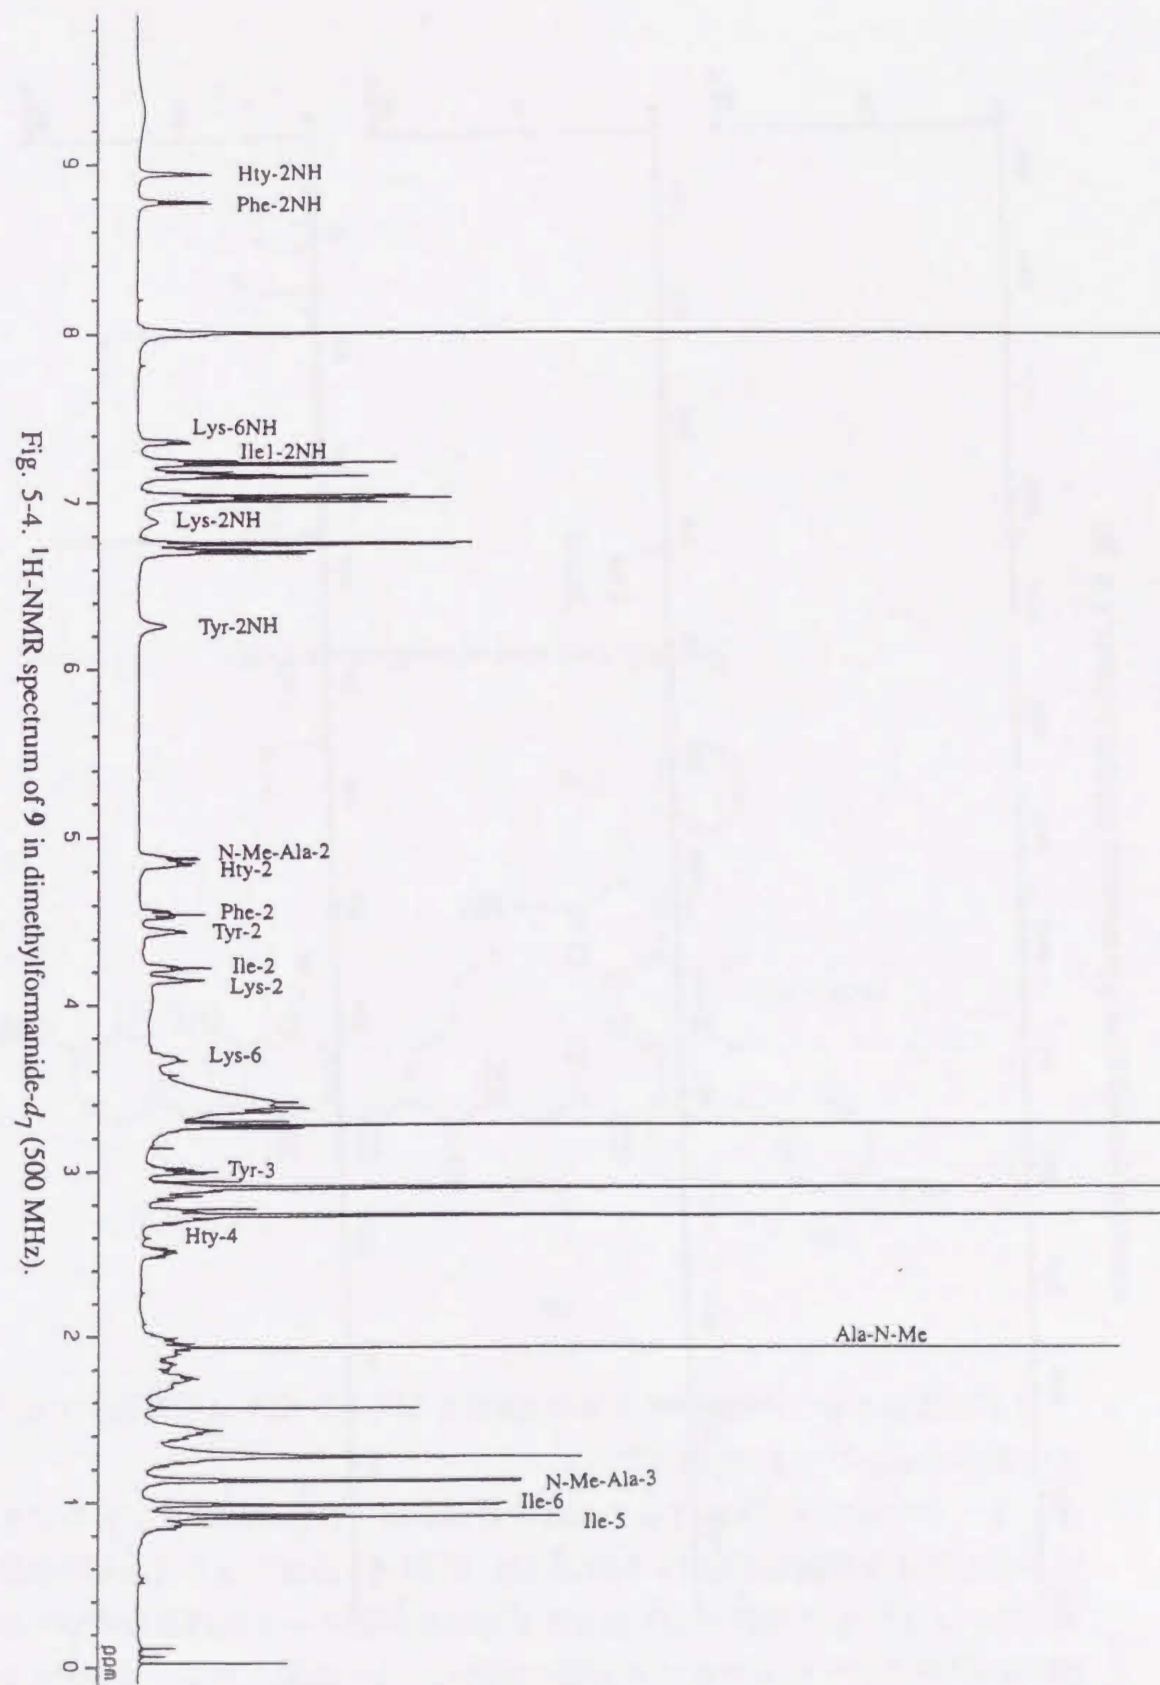 Hty-2NH
Phe-2NH
Lys-6NH
Ile1-2NH
Lys-2NH
Tyr-2NH
N-Me-Ala-2
Hty-2
Phe-2
Tyr-2
Ile-2
Lys-2
Lys-6
Tyr-3
Hty-4
Ala-N-Me
N-Me-Ala-3
Ile-6
Ile-5
9
8
7
6
5
4
3
2
1
0
ppm
Fig. 5-4. ¹H-NMR spectrum of 9 in dimethylformamide-d₇ (500 MHz).